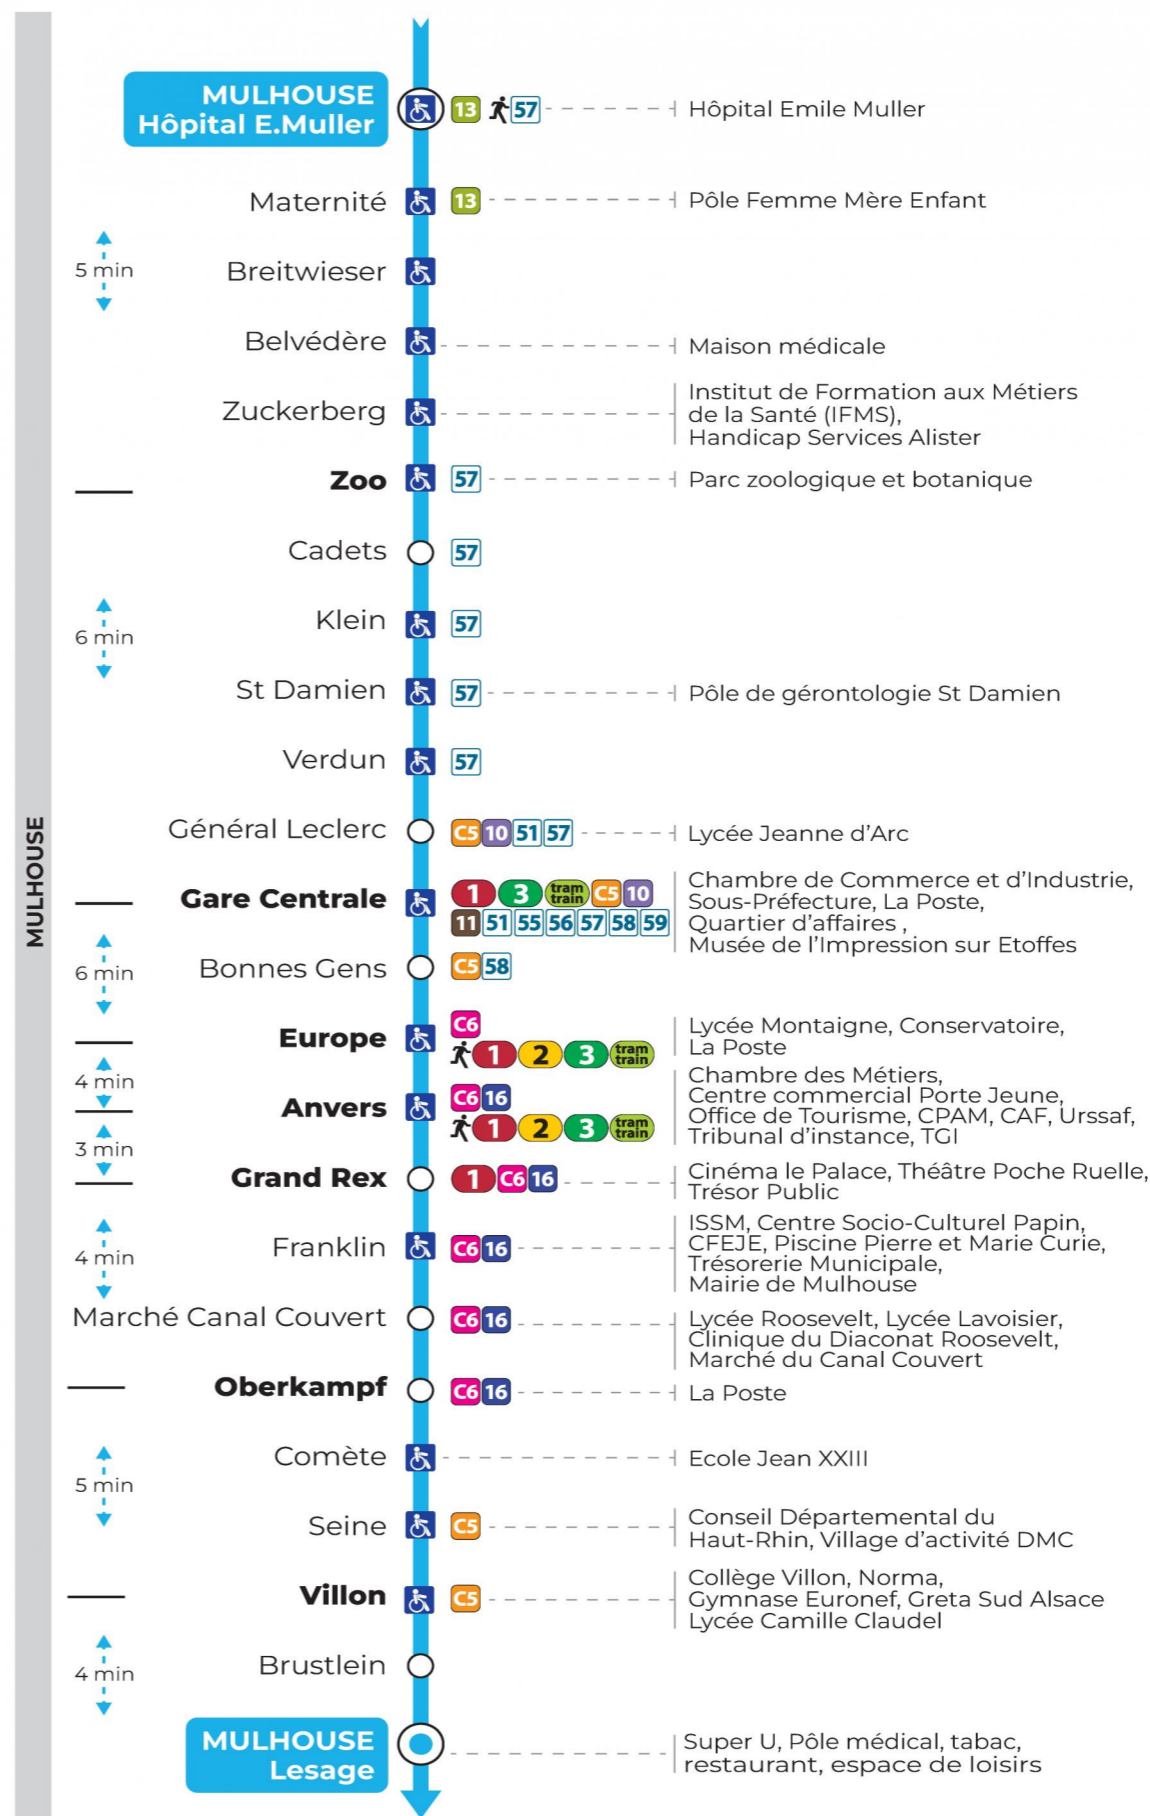 MULHOUSE
MULHOUSE
Hôpital E.Muller
13 57
Hôpital Emile Muller
Maternité
13
Pôle Femme Mère Enfant
5 min
Breitwieser
Belvédère
Maison médicale
Zuckerberg
Institut de Formation aux Métiers
de la Santé (IFMS),
Handicap Services Alister
Zoo
57
Parc zoologique et botanique
Cadets
57
6 min
Klein
57
St Damien
57
Pôle de gérontologie St Damien
Verdun
57
Général Leclerc
C5 10 51 57
Lycée Jeanne d'Arc
Gare Centrale
1 3 tram train C5 10
11 51 55 56 57 58 59
Chambre de Commerce et d'Industrie,
Sous-Préfecture, La Poste,
Quartier d'affaires ,
Musée de l'Impression sur Etoffes
6 min
Bonnes Gens
C5 58
Europe
C6
1 2 3 tram train
Lycée Montaigne, Conservatoire,
La Poste
4 min
Anvers
C6 16
1 2 3 tram train
Chambre des Métiers,
Centre commercial Porte Jeune,
Office de Tourisme, CPAM, CAF, Urssaf,
Tribunal d'instance, TGI
3 min
Grand Rex
1 C6 16
Cinéma le Palace, Théâtre Poche Ruelle,
Trésor Public
4 min
Franklin
C6 16
ISSM, Centre Socio-Culturel Papin,
CFEJE, Piscine Pierre et Marie Curie,
Trésorerie Municipale,
Mairie de Mulhouse
Marché Canal Couvert
C6 16
Lycée Roosevelt, Lycée Lavoisier,
Clinique du Diaconat Roosevelt,
Marché du Canal Couvert
Oberkampf
C6 16
La Poste
5 min
Comète
Ecole Jean XXIII
Seine
C5
Conseil Départemental du
Haut-Rhin, Village d'activité DMC
Villon
C5
Collège Villon, Norma,
Gymnase Euronef, Greta Sud Alsace
Lycée Camille Claudel
4 min
Brustlein
MULHOUSE
Lesage
Super U, Pôle médical, tabac,
restaurant, espace de loisirs